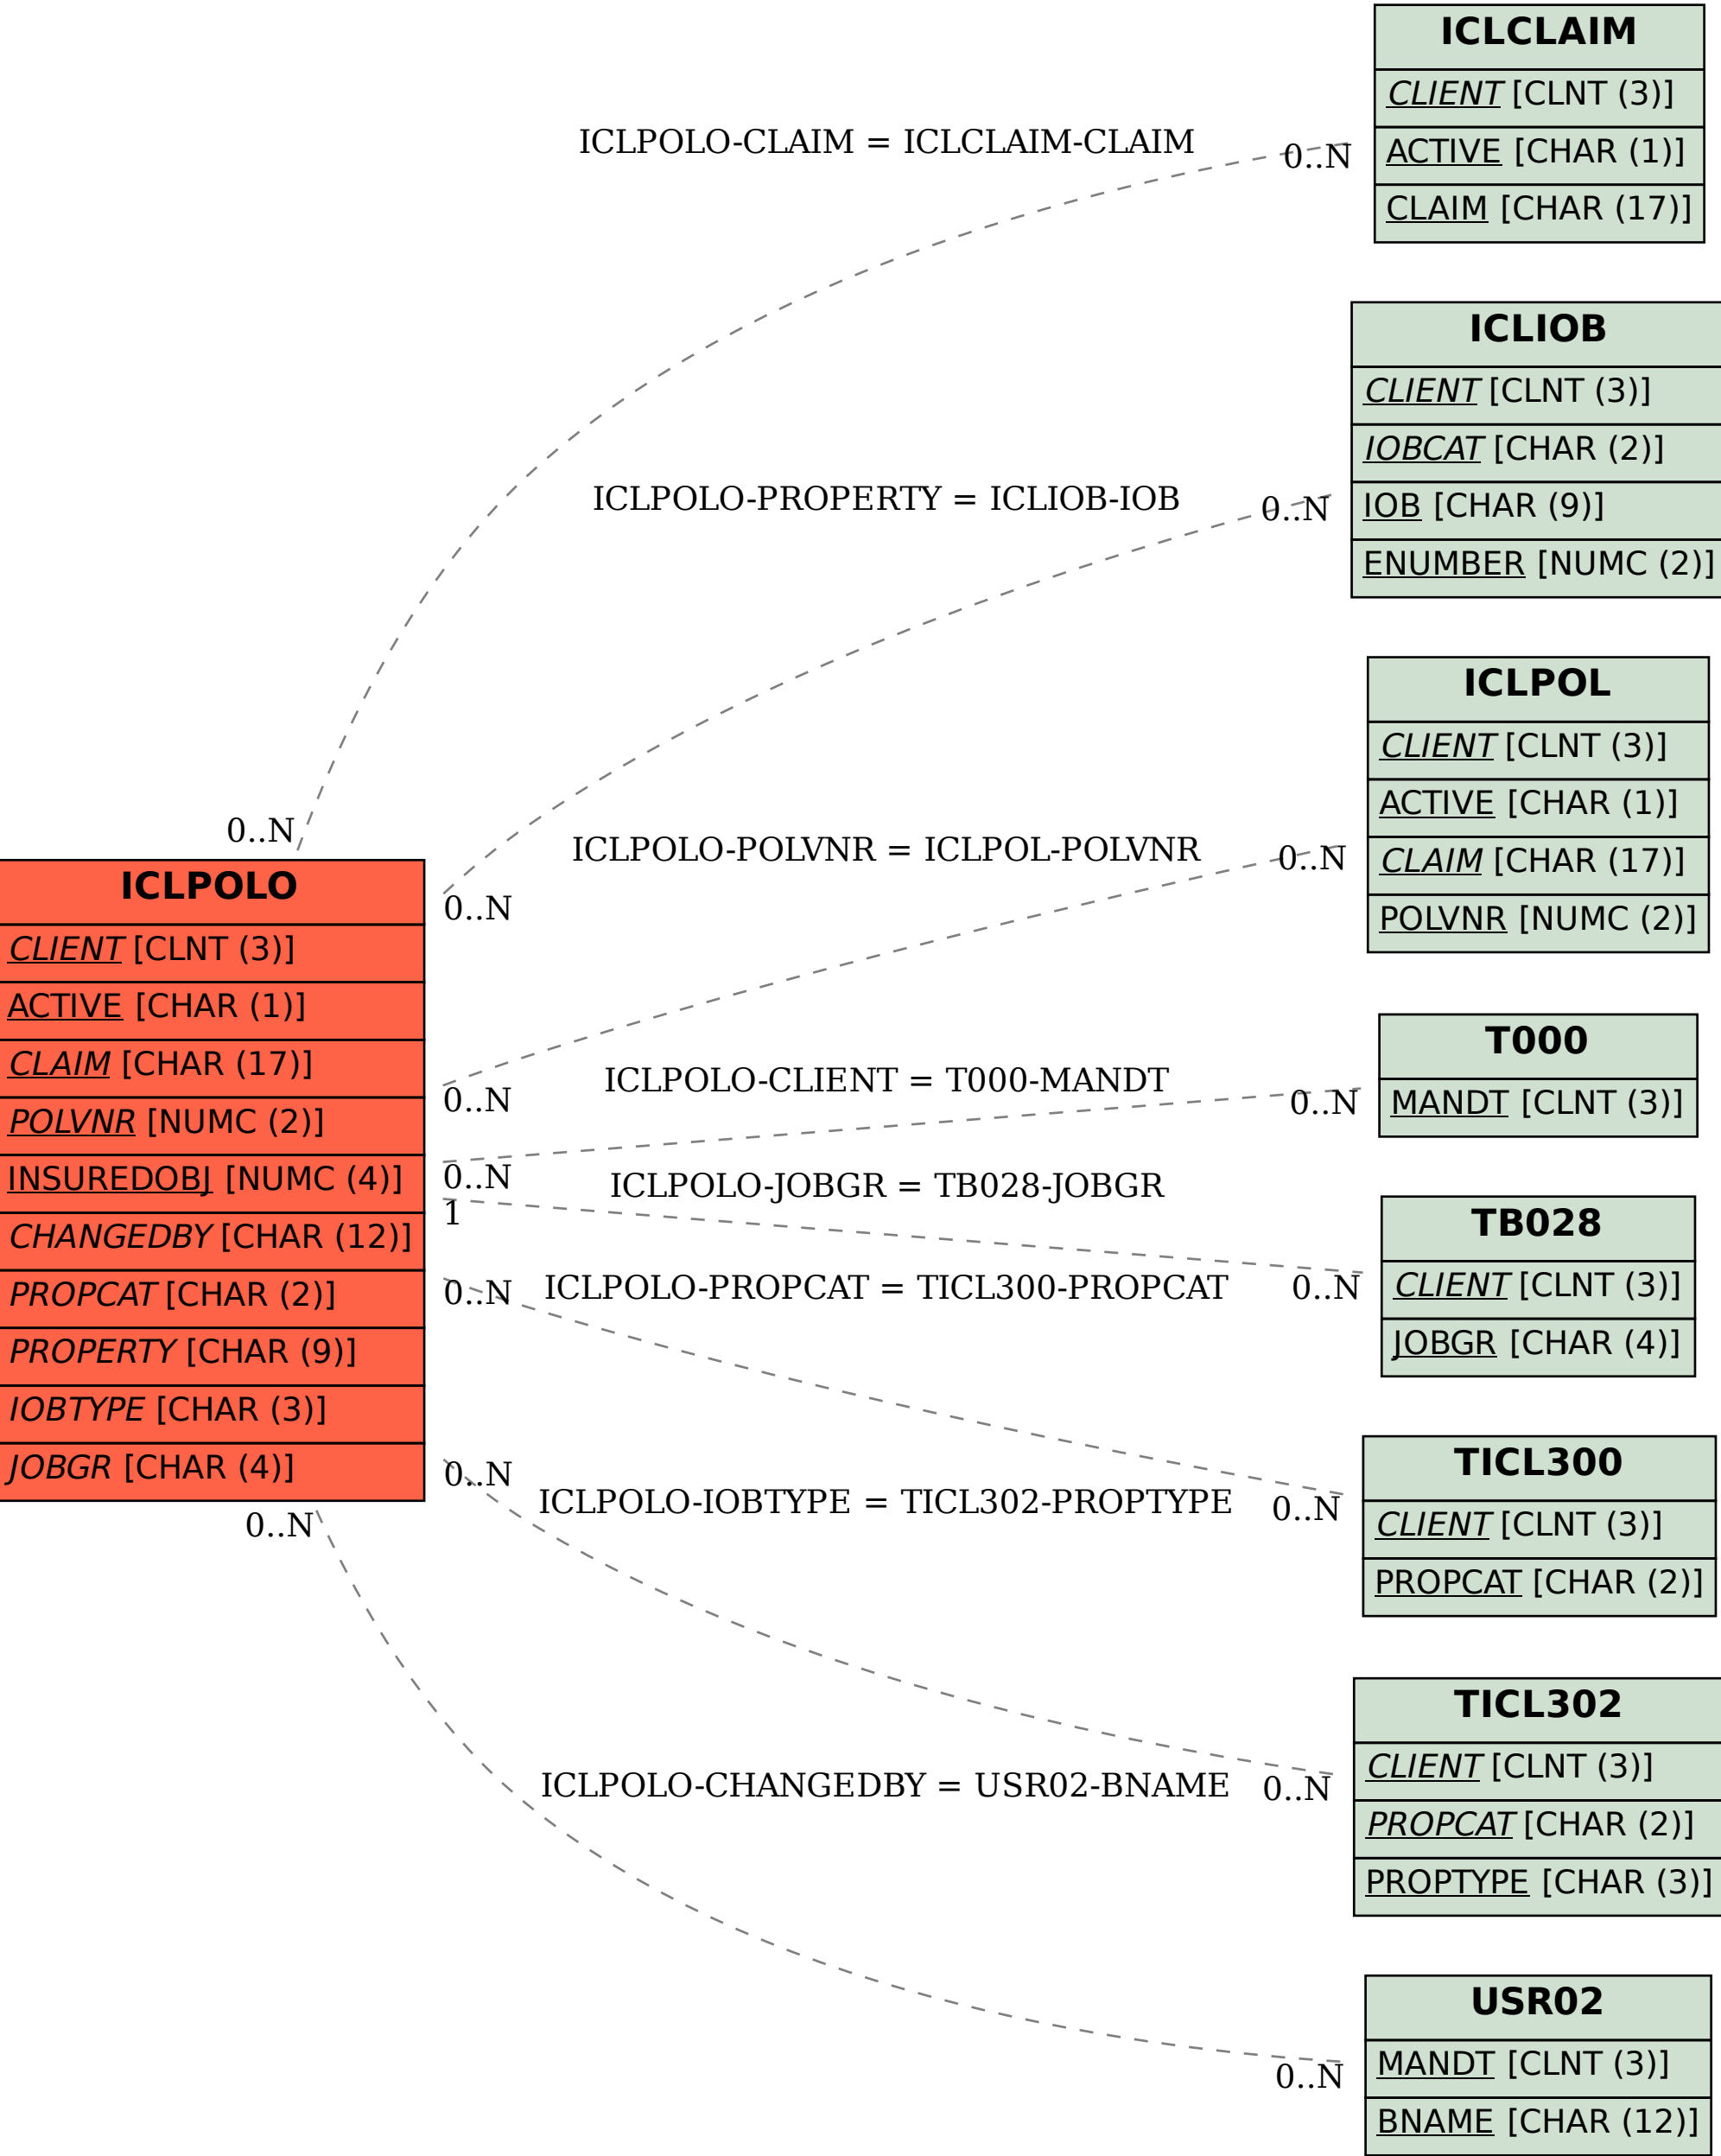 ICLCLAIM
CLIENT [CLNT (3)]
ACTIVE [CHAR (1)]
CLAIM [CHAR (17)]
ICLPOLO-CLAIM = ICLCLAIM-CLAIM
0..N
0..N
ICLIOB
CLIENT [CLNT (3)]
IOBCAT [CHAR (2)]
IOB [CHAR (9)]
ENUMBER [NUMC (2)]
ICLPOLO-PROPERTY = ICLIOB-IOB
0..N
0..N
ICLPOL
CLIENT [CLNT (3)]
ACTIVE [CHAR (1)]
CLAIM [CHAR (17)]
POLVNR [NUMC (2)]
ICLPOLO-POLVNR = ICLPOL-POLVNR
0..N
0..N
ICLPOLO
CLIENT [CLNT (3)]
ACTIVE [CHAR (1)]
CLAIM [CHAR (17)]
POLVNR [NUMC (2)]
INSUREDOBJ [NUMC (4)]
CHANGEDBY [CHAR (12)]
PROPCAT [CHAR (2)]
PROPERTY [CHAR (9)]
IOBTYPE [CHAR (3)]
JOBGR [CHAR (4)]
T000
MANDT [CLNT (3)]
ICLPOLO-CLIENT = T000-MANDT
0..N
0..N
TB028
CLIENT [CLNT (3)]
JOBGR [CHAR (4)]
ICLPOLO-JOBGR = TB028-JOBGR
1
0..N
TICL300
CLIENT [CLNT (3)]
PROPCAT [CHAR (2)]
ICLPOLO-PROPCAT = TICL300-PROPCAT
0..N
0..N
TICL302
CLIENT [CLNT (3)]
PROPCAT [CHAR (2)]
PROPTYPE [CHAR (3)]
ICLPOLO-IOBTYPE = TICL302-PROPTYPE
0..N
0..N
USR02
MANDT [CLNT (3)]
BNAME [CHAR (12)]
ICLPOLO-CHANGEDBY = USR02-BNAME
0..N
0..N